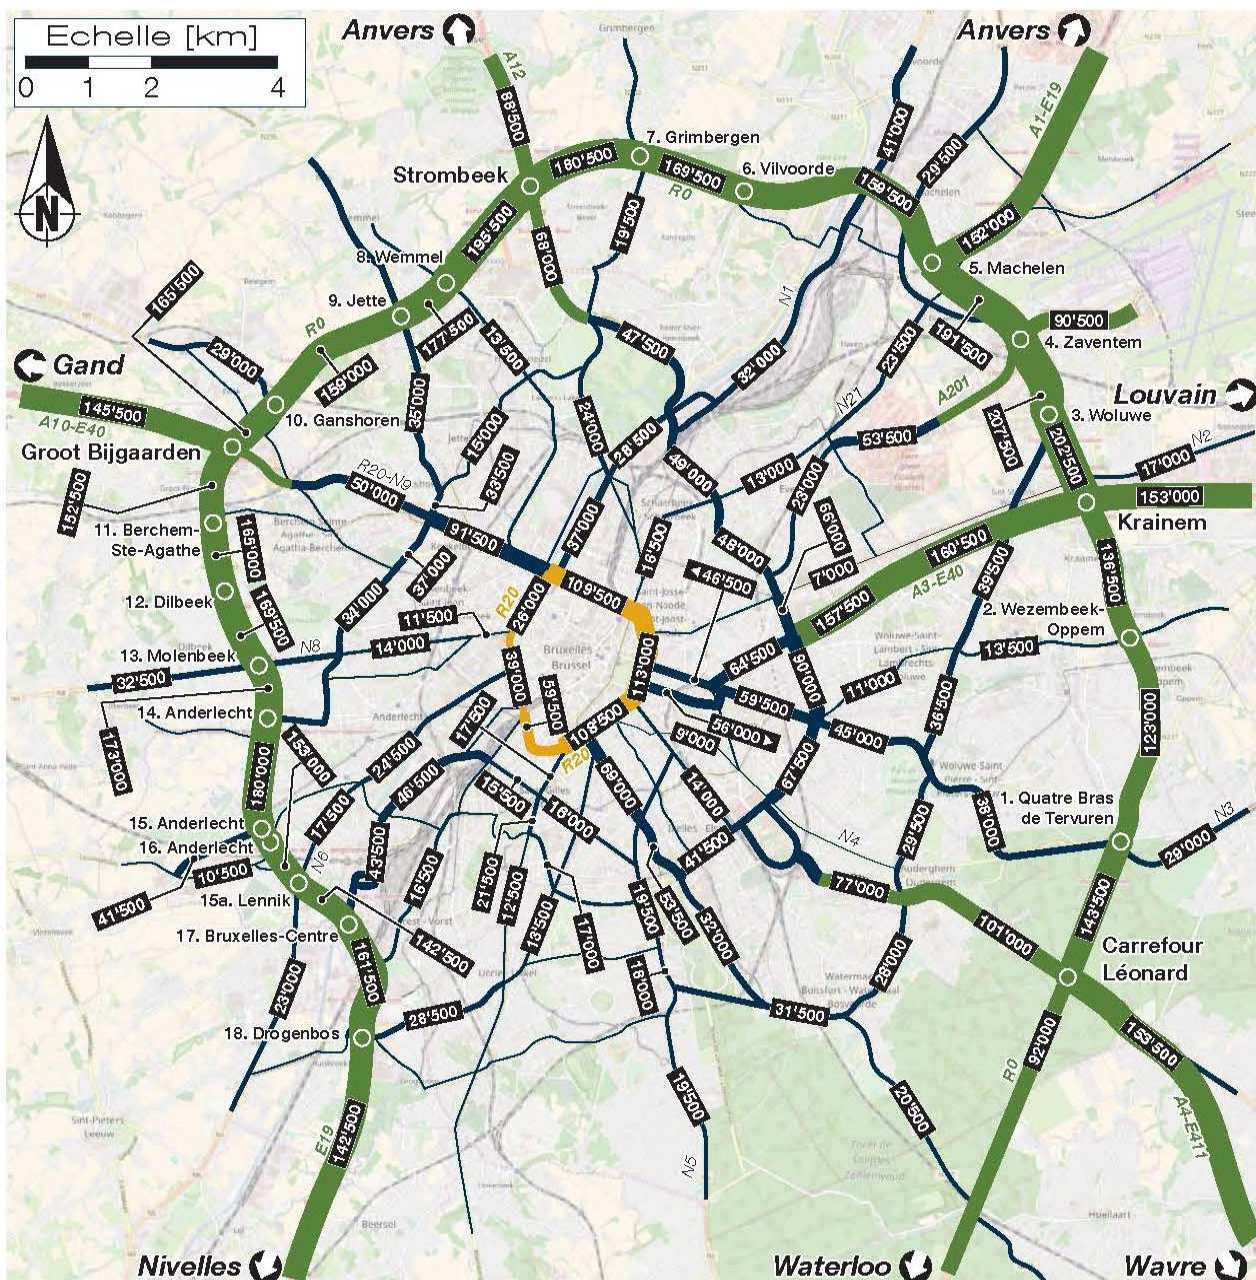 Echelle [km]
0 1 2 4
N
Anvers
Anvers
A12
88'500
A1-E19
41'000
29'500
7. Grimbergen
180'500
6. Vilvoorde
169'500
R0
159'500
Strombeek
195'500
19'500
68'000
152'000
5. Machelen
8. Wemmel
165'500
9. Jette
R0
177'500
N1
191'500
90'500
4. Zaventem
Gand
29'000
159'000
13'500
47'500
32'000
23'500
A201
Louvain
145'500
A10-E40
10. Ganshoren
35'000
15'000
24'000
28'500
N21
53'500
207'500
3. Woluwe
202'500
N2
17'000
Groot Bijgaarden
R20-N9
50'000
33'500
49'000
13'000
23'000
153'000
Krainem
152'500
11. Berchem-
Ste-Agathe
165'000
91'500
37'000
16'500
48'000
66'000
7'000
160'500
A3-E40
157'500
39'500
136'500
12. Dilbeek
169'500
34'000
37'000
R20
26'000
109'500
46'500
2. Wezembeek-
Oppem
11'500
13. Molenbeek
N8
14'000
Bruxelles
Brussel
64'500
13'500
32'500
39'000
113'000
90'000
11'000
59'500
59'500
14. Anderlecht
173'000
17'500
108'500
R20
9'000
56'000
45'000
36'500
123'000
153'000
180'000
24'500
46'500
15'500
69'000
14'000
67'500
1. Quatre Bras
de Tervuren
38'000
N3
29'000
15. Anderlecht
16. Anderlecht
17'500
N6
43'500
16'000
41'500
N4
29'500
10'500
41'500
15a. Lennik
16'500
21'500
12'500
77'000
143'500
17. Bruxelles-Centre
142'500
13'500
17'000
19'500
53'500
32'000
101'000
Carrefour
Léonard
161'500
23'000
18'000
28'000
18. Drogenbos
28'500
31'500
153'500
92'000
R0
E19
142'500
19'500
20'500
N5
A4-E411
Nivelles
Waterloo
Wavre